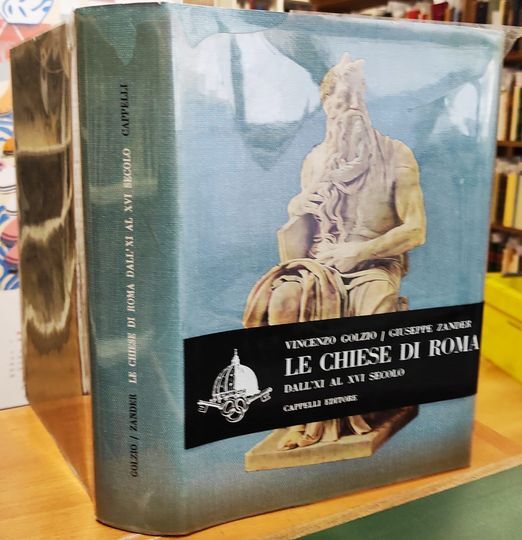 GOLZIO / ZANDER LE CHIESE DI ROMA DALL'XI AL XVI SECOLO CAPPELLI
VINCENZO GOLZIO / GIUSEPPE ZANDER
LE CHIESE DI ROMA
DALL'XI AL XVI SECOLO
CAPPELLI EDITORE